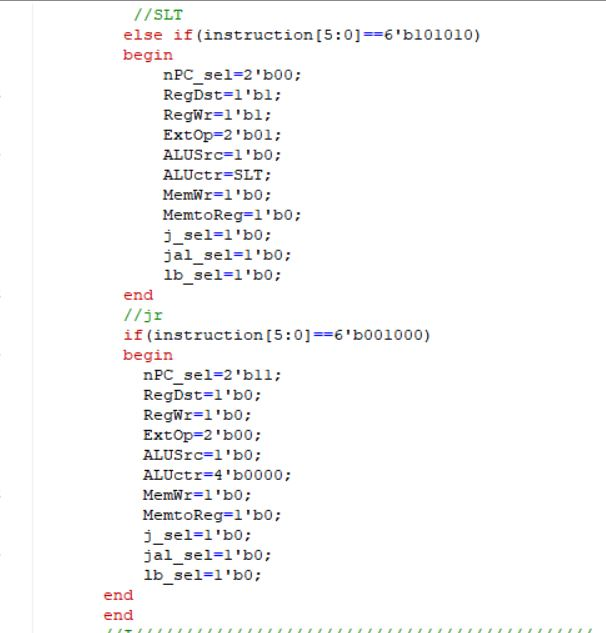 //SLT
else if(instruction[5:0]==6'b101010)
begin
nPC_sel=2'b00;
RegDst=1'b1;
RegWr=1'b1;
ExtOp=2'b01;
ALUSrc=1'b0;
ALUctr=SLT;
MemWr=1'b0;
MemtoReg=1'b0;
j_sel=1'b0;
jal_sel=1'b0;
lb_sel=1'b0;
end
//jr
if(instruction[5:0]==6'b001000)
begin
nPC_sel=2'b11;
RegDst=1'b0;
RegWr=1'b0;
ExtOp=2'b00;
ALUSrc=1'b0;
ALUctr=4'b0000;
MemWr=1'b0;
MemtoReg=1'b0;
j_sel=1'b0;
jal_sel=1'b0;
lb_sel=1'b0;
end
end